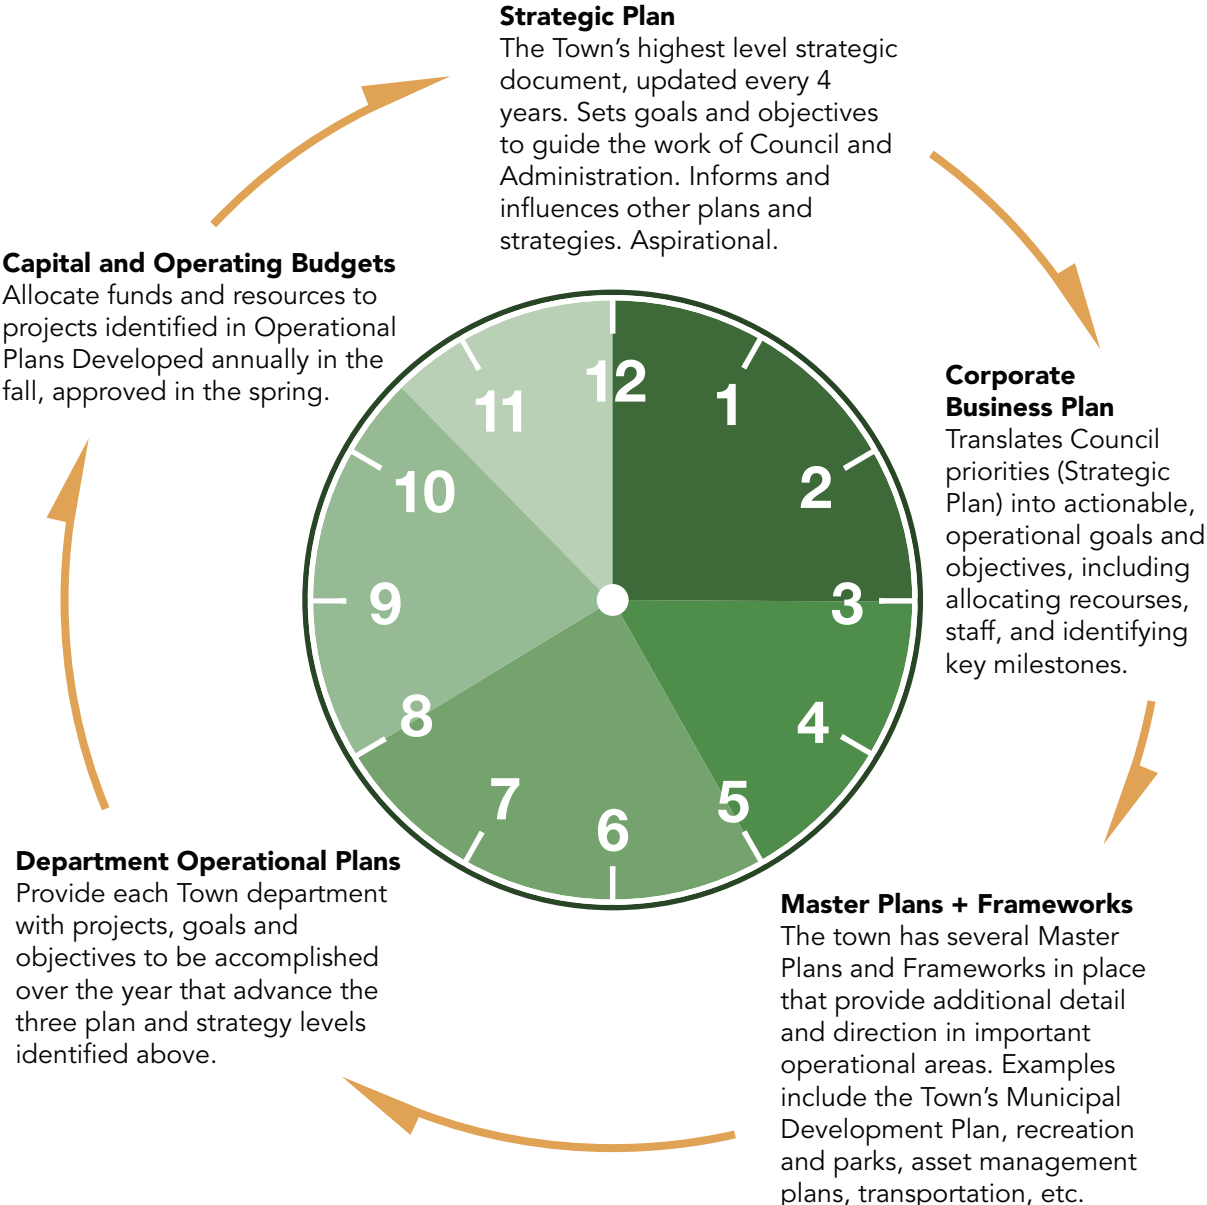 Strategic Plan
The Town’s highest level strategic
document, updated every 4
years. Sets goals and objectives
to guide the work of Council and
Administration. Informs and
influences other plans and
strategies. Aspirational.
Corporate
Business Plan
Translates Council
priorities (Strategic
Plan) into actionable,
operational goals and
objectives, including
allocating recourses,
staff, and identifying
key milestones.
Master Plans + Frameworks
The town has several Master
Plans and Frameworks in place
that provide additional detail
and direction in important
operational areas. Examples
include the Town’s Municipal
Development Plan, recreation
and parks, asset management
plans, transportation, etc.
Department Operational Plans
Provide each Town department
with projects, goals and
objectives to be accomplished
over the year that advance the
three plan and strategy levels
identified above.
Capital and Operating Budgets
Allocate funds and resources to
projects identified in Operational
Plans Developed annually in the
fall, approved in the spring.
12
1
2
3
4
5
6
7
8
9
10
11